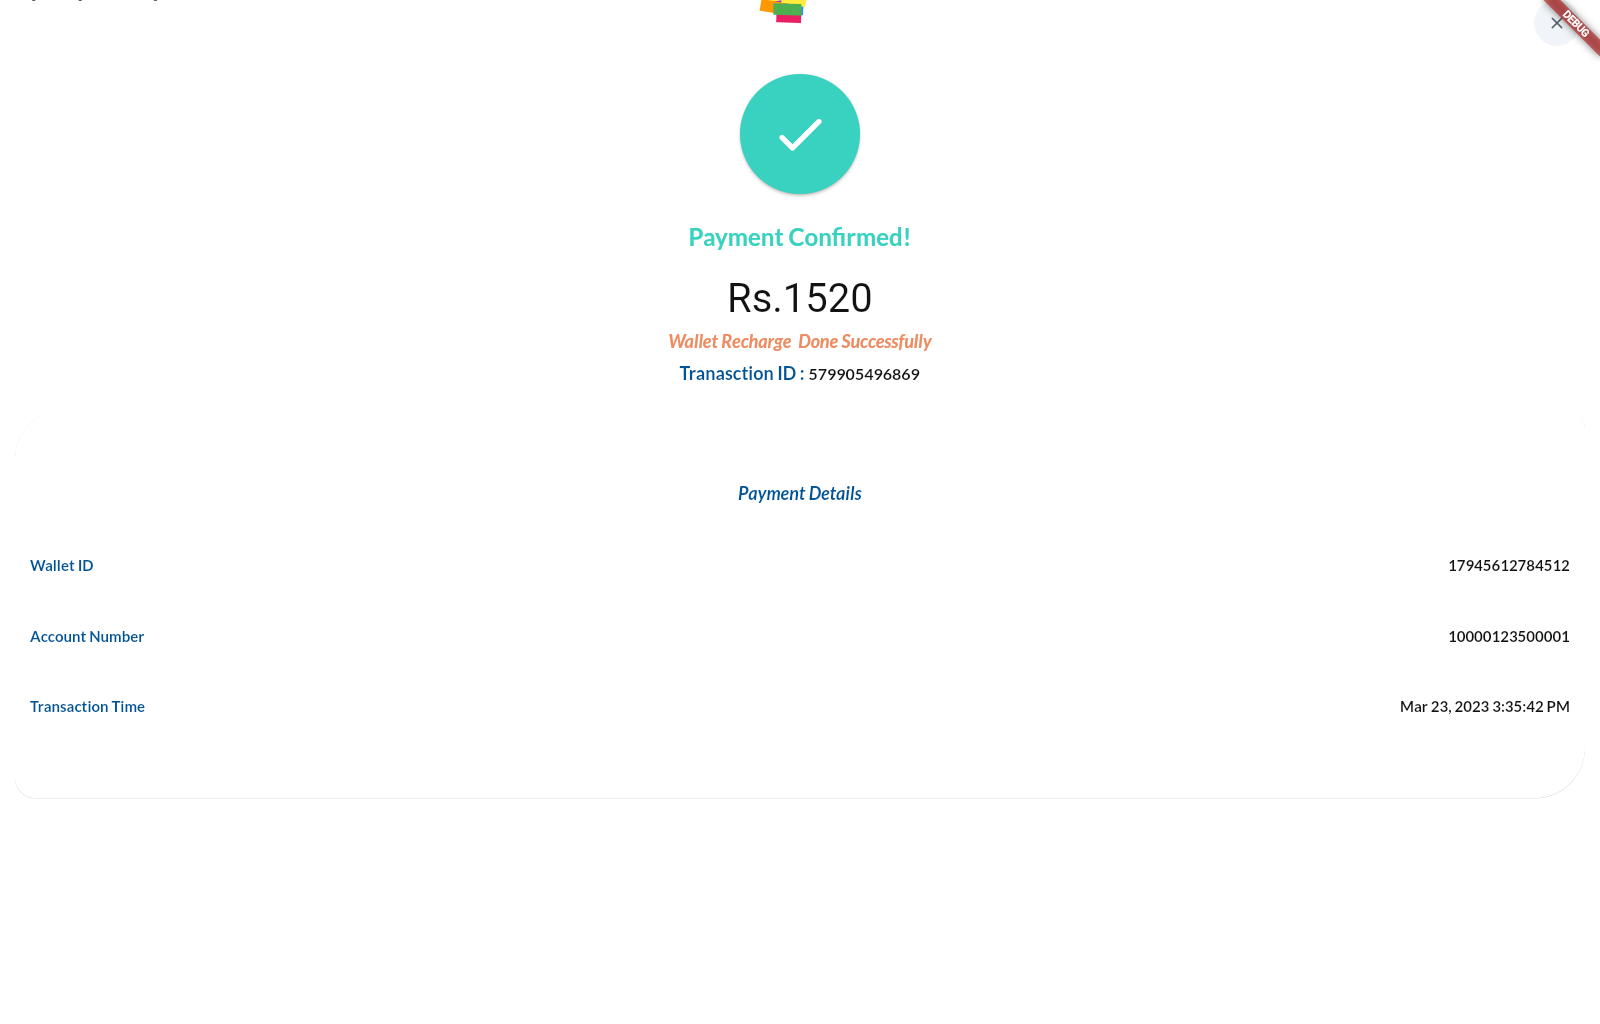 DEBUG
Payment Confirmed!
Rs.1520
Wallet Recharge  Done Successfully
Tranasction ID : 579905496869
Payment Details
Wallet ID 17945612784512
Account Number 10000123500001
Transaction Time Mar 23, 2023 3:35:42 PM